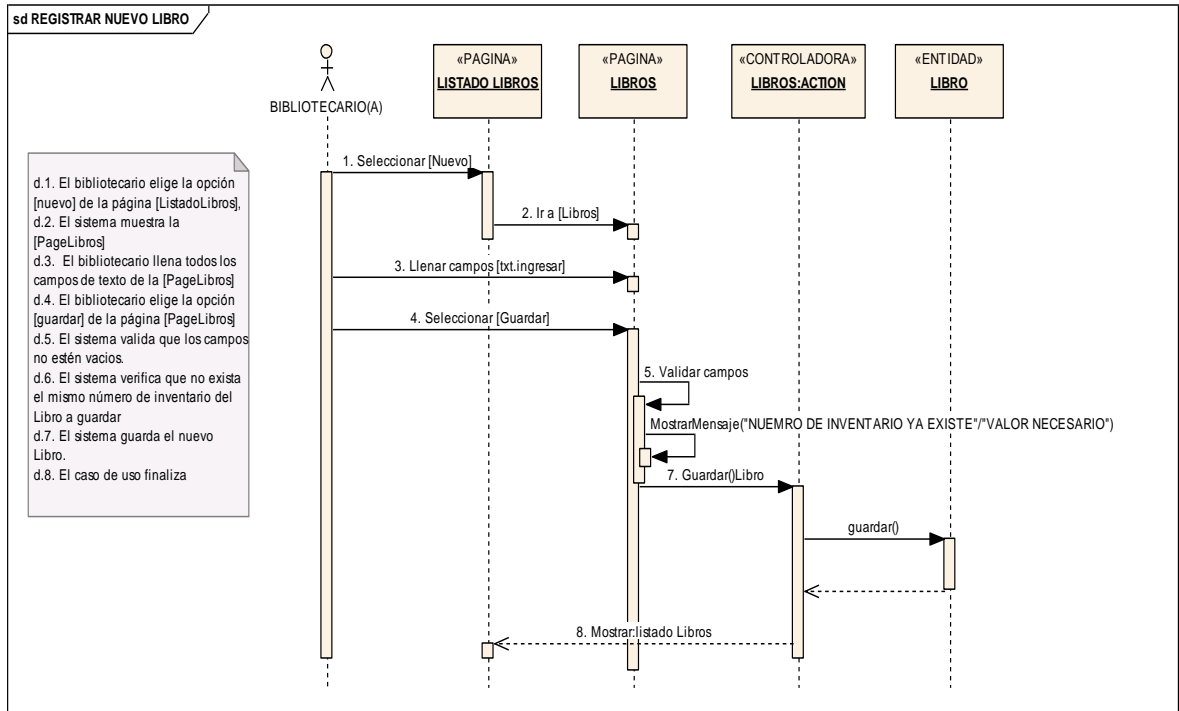 sd REGISTRAR NUEVO LIBRO
BIBLIOTECARIO(A)
«PAGINA»
LISTADO LIBROS
«PAGINA»
LIBROS
«CONTROLADORA»
LIBROS:ACTION
«ENTIDAD»
LIBRO
d.1. El bibliotecario elige la opción
[nuevo] de la página [ListadoLibros],
d.2. El sistema muestra la
[PageLibros]
d.3. El bibliotecario llena todos los
campos de texto de la [PageLibros]
d.4. El bibliotecario elige la opción
[guardar] de la página [PageLibros]
d.5. El sistema valida que los campos
no estén vacios.
d.6. El sistema verifica que no exista
el mismo número de inventario del
Libro a guardar
d.7. El sistema guarda el nuevo
Libro.
d.8. El caso de uso finaliza
1. Seleccionar [Nuevo]
2. Ir a [Libros]
3. Llenar campos [txt.ingresar]
4. Seleccionar [Guardar]
5. Validar campos
MostrarMensaje("NUEMRO DE INVENTARIO YA EXISTE"/"VALOR NECESARIO")
7. Guardar()Libro
guardar()
8. Mostrar:listado Libros